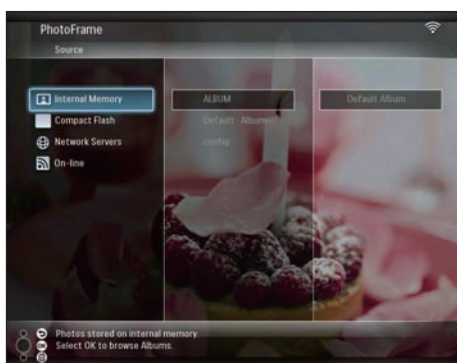 PhotoFrame
Source
Internal Memory
Compact Flash
Network Servers
On-line
ALBUM
Default Album
config
Default Album
Photos stored on internal memory.
Select OK to browse Albums.